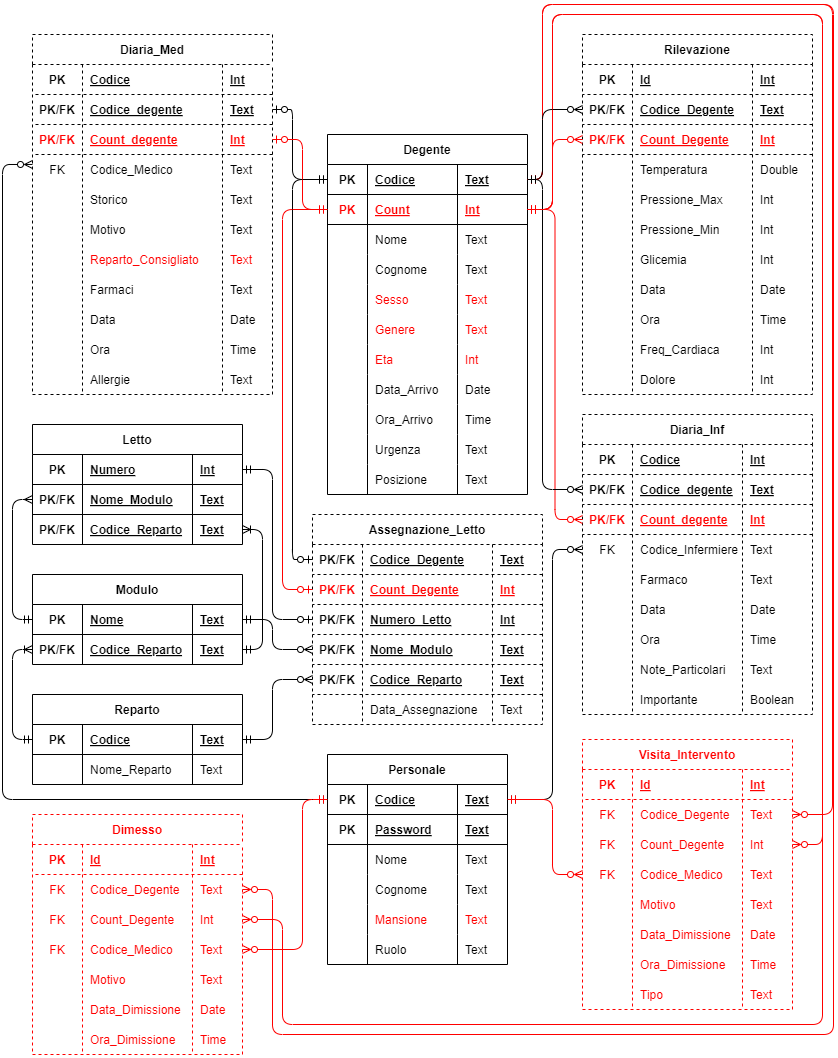 Diaria_Med
PK Codice Int
PK/FK Codice_degente Text
PK/FK Count_degente Int
FK Codice_Medico Text
Storico Text
Motivo Text
Reparto_Consigliato Text
Farmaci Text
Data Date
Ora Time
Allergie Text
Degente
PK Codice Text
PK Count Int
Nome Text
Cognome Text
Sesso Text
Genere Text
Eta Int
Data_Arrivo Date
Ora_Arrivo Time
Urgenza Text
Posizione Text
Rilevazione
PK Id Int
PK/FK Codice_Degente Text
PK/FK Count_Degente Int
Temperatura Double
Pressione_Max Int
Pressione_Min Int
Glicemia Int
Data Date
Ora Time
Freq_Cardiaca Int
Dolore Int
Letto
PK Numero Int
PK/FK Nome_Modulo Text
PK/FK Codice_Reparto Text
Modulo
PK Nome Text
PK/FK Codice_Reparto Text
Reparto
PK Codice Text
Nome_Reparto Text
Assegnazione_Letto
PK/FK Codice_Degente Text
PK/FK Count_Degente Int
PK/FK Numero_Letto Int
PK/FK Nome_Modulo Text
PK/FK Codice_Reparto Text
Data_Assegnazione Text
Diaria_Inf
PK Codice Int
PK/FK Codice_degente Text
PK/FK Count_degente Int
FK Codice_Infermiere Text
Farmaco Text
Data Date
Ora Time
Note_Particolari Text
Importante Boolean
Dimesso
PK Id Int
FK Codice_Degente Text
FK Count_Degente Int
FK Codice_Medico Text
Motivo Text
Data_Dimissione Date
Ora_Dimissione Time
Personale
PK Codice Text
PK Password Text
Nome Text
Cognome Text
Mansione Text
Ruolo Text
Visita_Intervento
PK Id Int
FK Codice_Degente Text
FK Count_Degente Int
FK Codice_Medico Text
Motivo Text
Data_Dimissione Date
Ora_Dimissione Time
Tipo Text